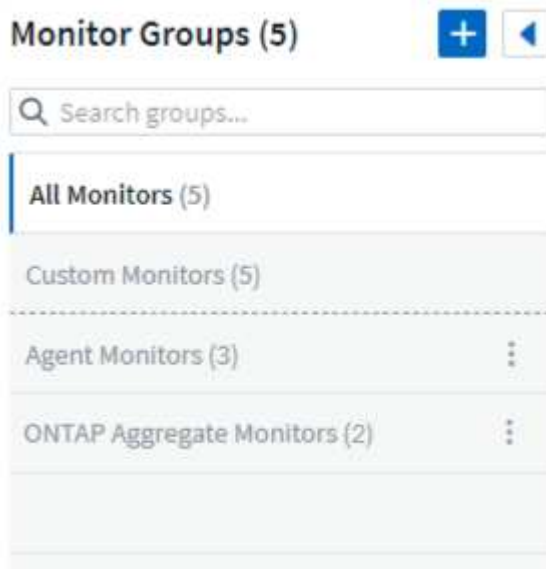 Monitor Groups (5)
Search groups...
All Monitors (5)
Custom Monitors (5)
Agent Monitors (3)
ONTAP Aggregate Monitors (2)